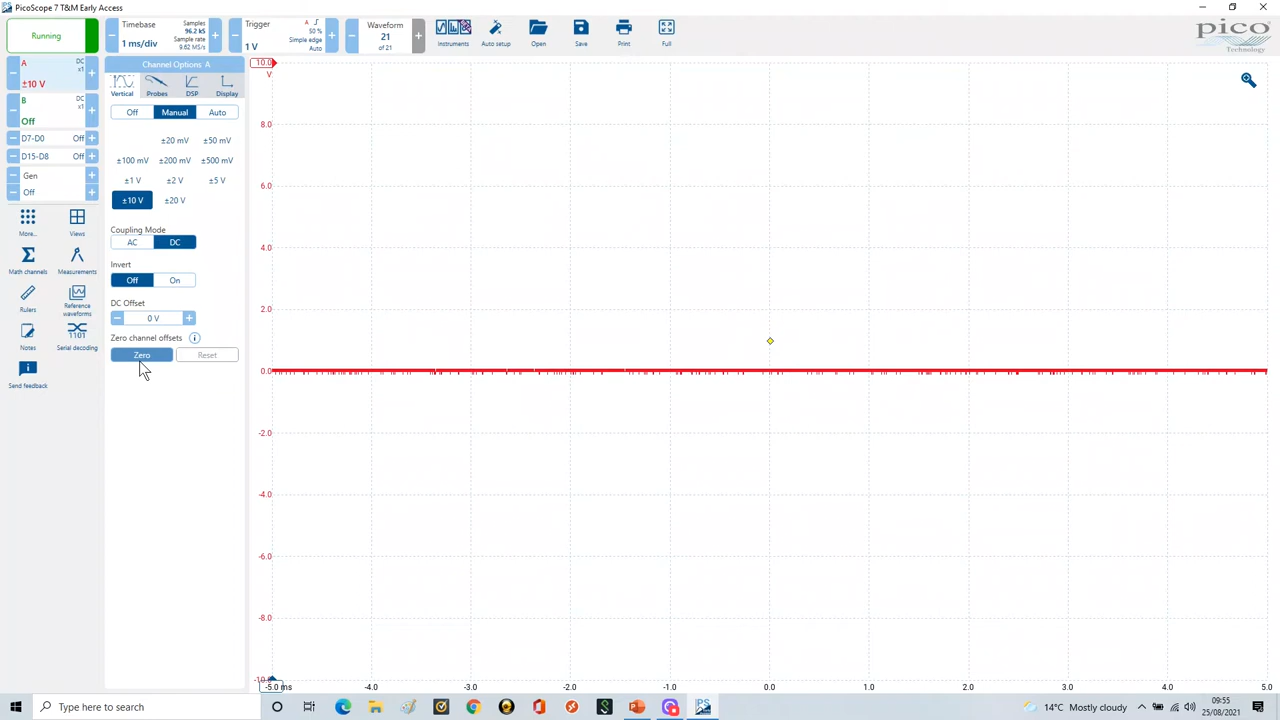 PicoScope 7 T&M Early Access
Running
Timebase
1 ms/div
Samples
96.2 kS
Sample rate
9.62 MS/s
Trigger
1 V
A
50 %
Simple edge
Auto
Waveform
21
of 21
Instruments
Auto setup
Open
Save
Print
Full
pico
Technology
A
DC
x1
±10 V
B
DC
x1
Off
D7-D0 Off
D15-D8 Off
Gen
Off
More...
Views
Math channels
Measurements
Rulers
Reference
waveforms
Notes
Serial decoding
Send feedback
Channel Options A
Vertical Probes DSP Display
Off Manual Auto
±20 mV ±50 mV
±100 mV ±200 mV ±500 mV
±1 V ±2 V ±5 V
±10 V ±20 V
Coupling Mode
AC DC
Invert
Off On
DC Offset
0 V
Zero channel offsets
Zero Reset
10.0
V
8.0
6.0
4.0
2.0
0.0
-2.0
-4.0
-6.0
-8.0
-10.0
-5.0 ms -4.0 -3.0 -2.0 -1.0 0.0 1.0 2.0 3.0 4.0 5.0
Type here to search
14°C Mostly cloudy
09:55
25/08/2021